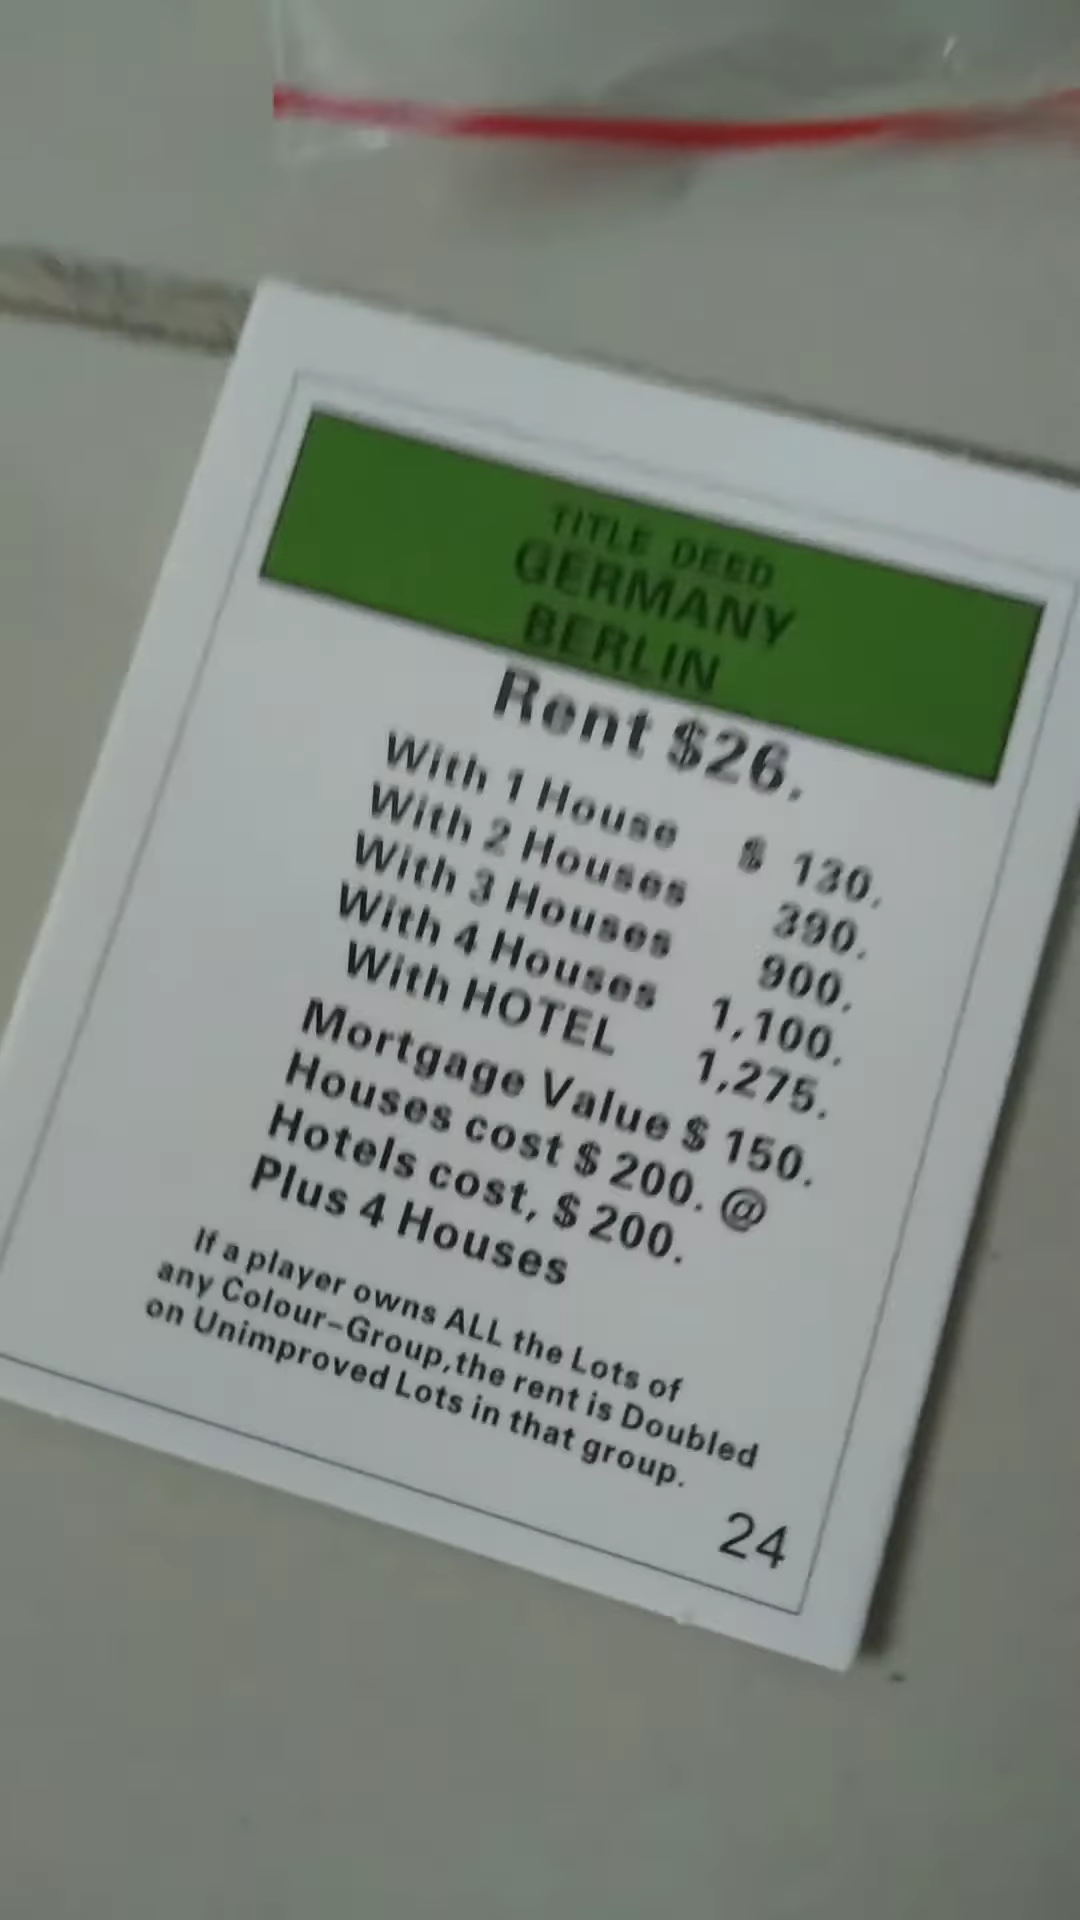 TITLE DEED
GERMANY
BERLIN
Rent $26.
With 1 House $ 130.
With 2 Houses 390.
With 3 Houses 900.
With 4 Houses 1,100.
With HOTEL 1,275.
Mortgage Value $ 150.
Houses cost $ 200. @
Hotels cost, $ 200.
Plus 4 Houses
If a player owns ALL the Lots of
any Colour-Group,the rent is Doubled
on Unimproved Lots in that group.
24